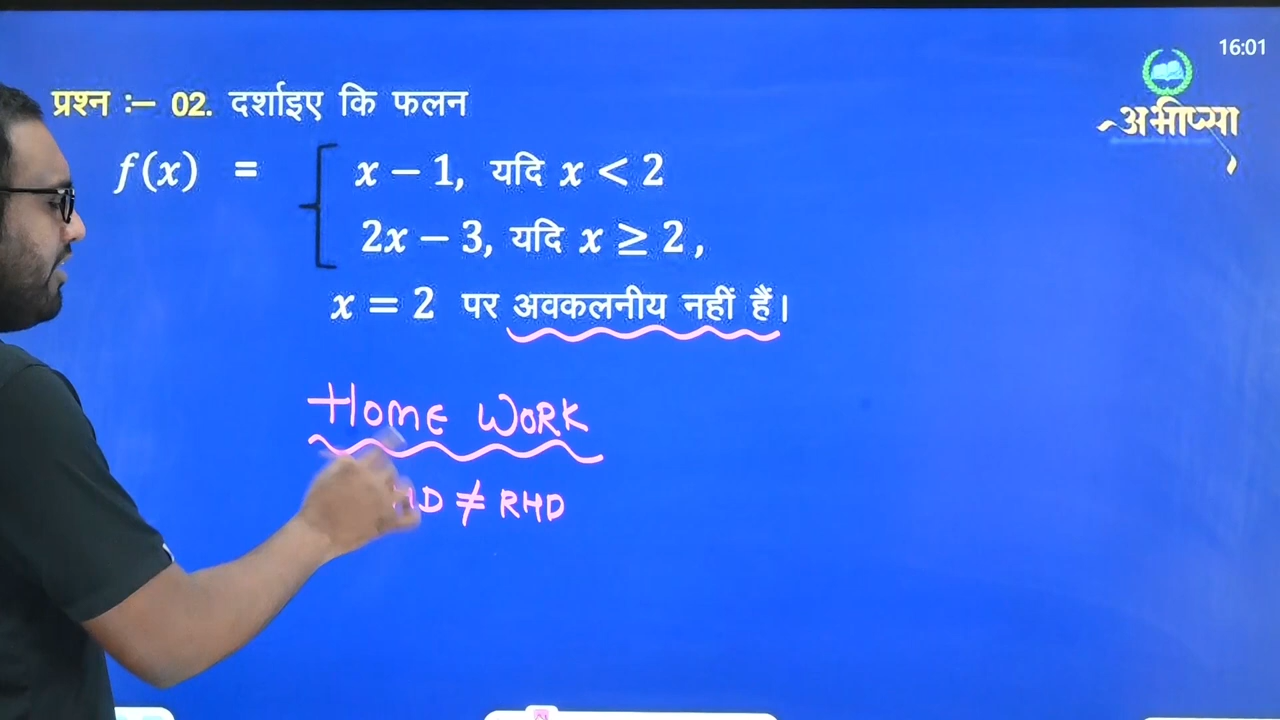 16:01
अभीप्सा
प्रश्न :– 02. दर्शाइए कि फलन
f(x) = x − 1, यदि x < 2
2x − 3, यदि x ≥ 2,
x = 2 पर अवकलनीय नहीं हैं।
HOME WORK
HD ≠ RHD